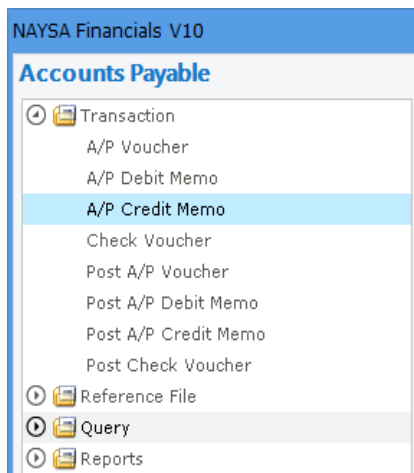 NAYSA Financials V10
Accounts Payable
Transaction
A/P Voucher
A/P Debit Memo
A/P Credit Memo
Check Voucher
Post A/P Voucher
Post A/P Debit Memo
Post A/P Credit Memo
Post Check Voucher
Reference File
Query
Reports